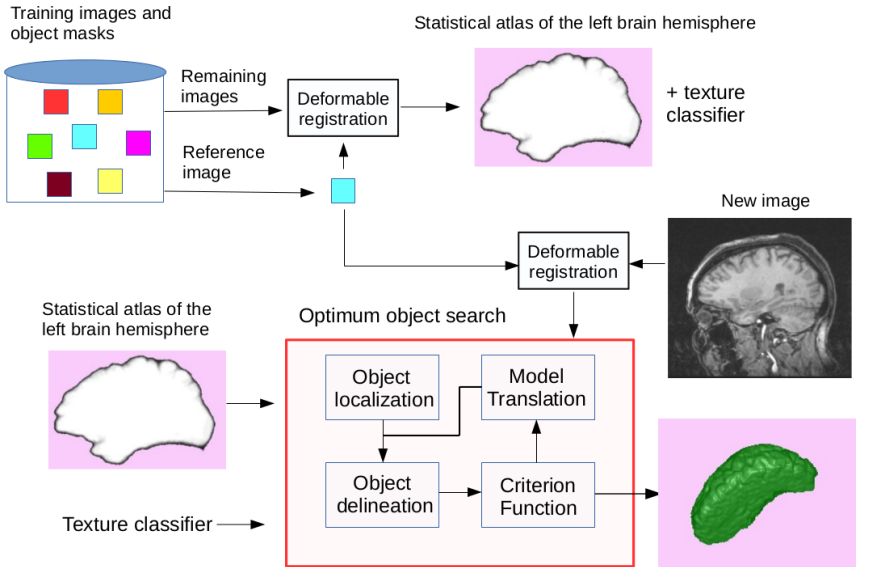 Training images and
object masks
Statistical atlas of the left brain hemisphere
Remaining
images
Deformable
registration
+ texture
classifier
Reference
image
New image
Deformable
registration
Statistical atlas of the
left brain hemisphere
Optimum object search
Object
localization
Model
Translation
Object
delineation
Criterion
Function
Texture classifier